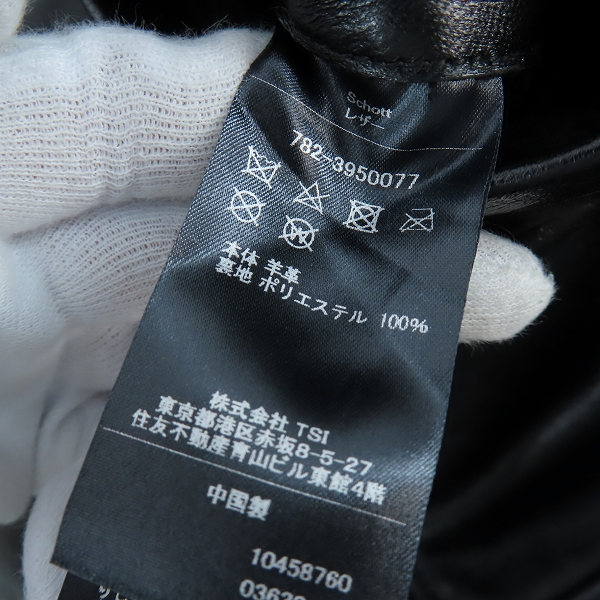 Schott
レザー
782-3950077
本体 羊革
裏地 ポリエステル 100%
株式会社 TSI
東京都港区赤坂8-5-27
住友不動産青山ビル東館4階
中国製
10458760